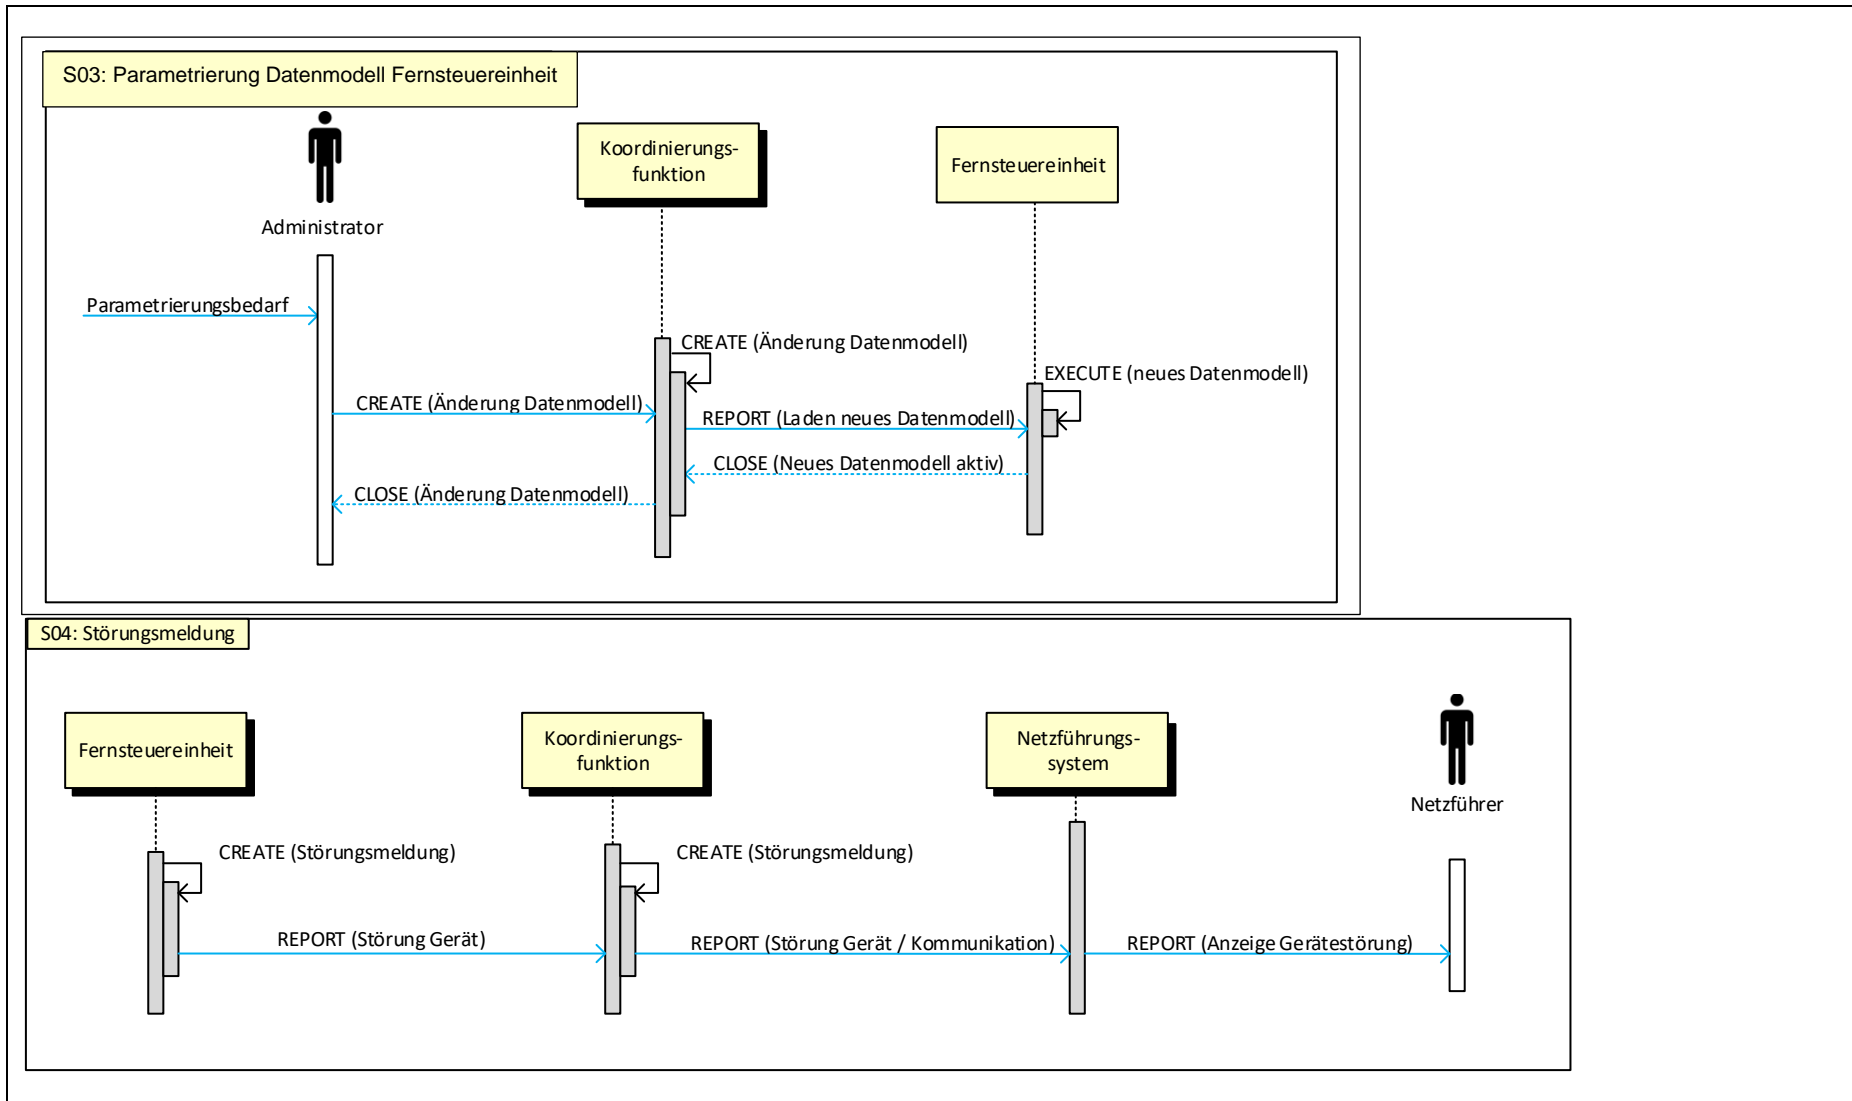 S03: Parametrierung Datenmodell Fernsteuereinheit
Administrator
Koordinierungs-
funktion
Fernsteuereinheit
Parametrierungsbedarf
CREATE (Änderung Datenmodell)
EXECUTE (neues Datenmodell)
CREATE (Änderung Datenmodell)
REPORT (Laden neues Datenmodell)
CLOSE (Neues Datenmodell aktiv)
CLOSE (Änderung Datenmodell)
S04: Störungsmeldung
Fernsteuereinheit
Koordinierungs-
funktion
Netzführungs-
system
Netzführer
CREATE (Störungsmeldung)
CREATE (Störungsmeldung)
REPORT (Störung Gerät)
REPORT (Störung Gerät / Kommunikation)
REPORT (Anzeige Gerätestörung)